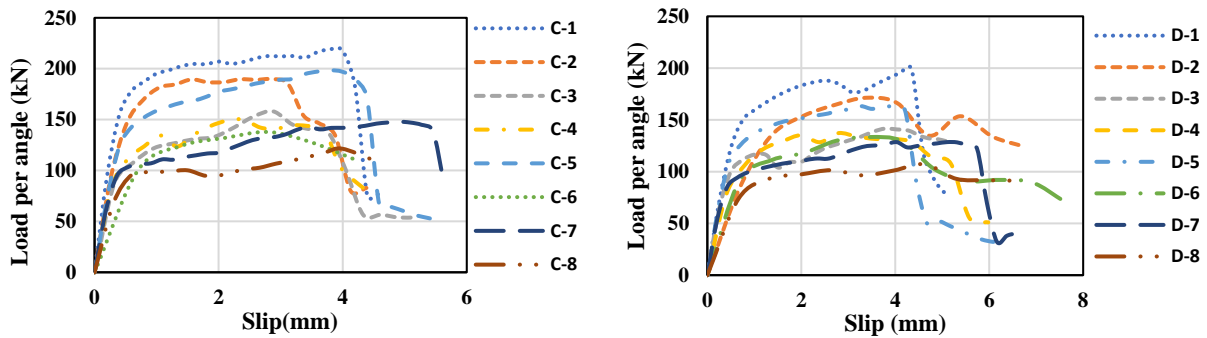 Load per angle (kN)
250
200
150
100
50
0
0 2 4 6
Slip(mm)
C-1
C-2
C-3
C-4
C-5
C-6
C-7
C-8
Load per angle (kN)
250
200
150
100
50
0
0 2 4 6 8
Slip (mm)
D-1
D-2
D-3
D-4
D-5
D-6
D-7
D-8